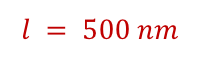 l = 500 nm